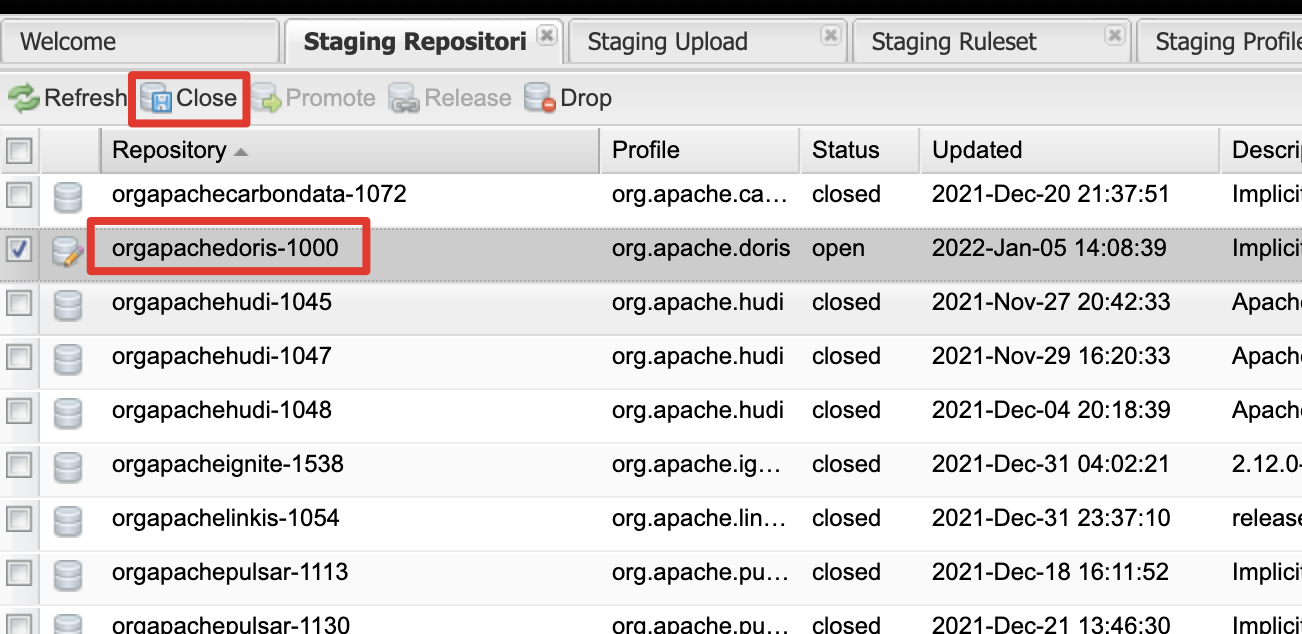 Welcome Staging Repositori Staging Upload Staging Ruleset Staging Profile
Refresh Close Promote Release Drop
Repository Profile Status Updated Descri
orgapachecarbondata-1072 org.apache.ca... closed 2021-Dec-20 21:37:51 Implicit
orgapachedoris-1000 org.apache.doris open 2022-Jan-05 14:08:39 Implicit
orgapachehudi-1045 org.apache.hudi closed 2021-Nov-27 20:42:33 Apache
orgapachehudi-1047 org.apache.hudi closed 2021-Nov-29 16:20:33 Apache
orgapachehudi-1048 org.apache.hudi closed 2021-Dec-04 20:18:39 Apache
orgapacheignite-1538 org.apache.ig... closed 2021-Dec-31 04:02:21 2.12.0-
orgapachelinkis-1054 org.apache.lin... closed 2021-Dec-31 23:37:10 release
orgapachepulsar-1113 org.apache.pu... closed 2021-Dec-18 16:11:52 Implicit
orgapachepulsar-1130 org.apache.pu... closed 2021-Dec-21 13:46:30 Implicit